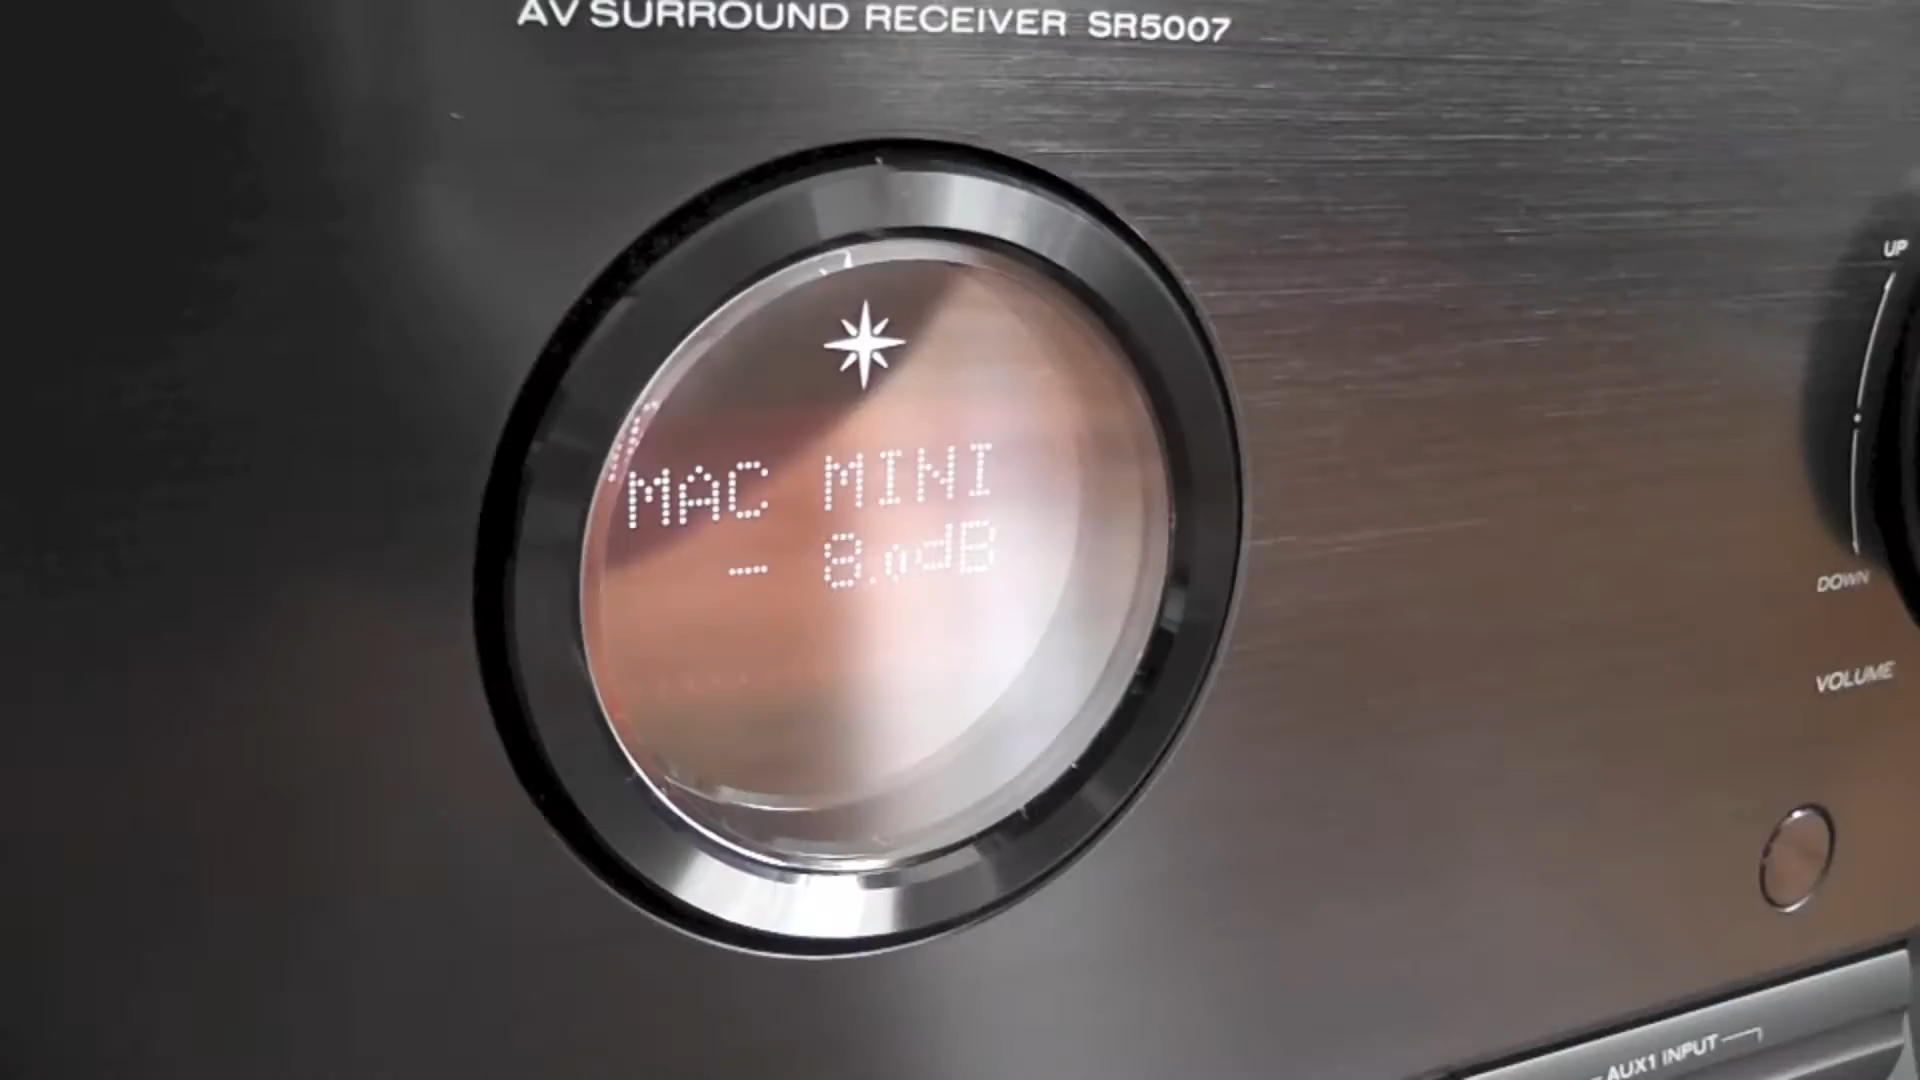 AV SURROUND RECEIVER SR5007
UP
MAC MINI
- 8.0dB
DOWN
VOLUME
AUX1 INPUT